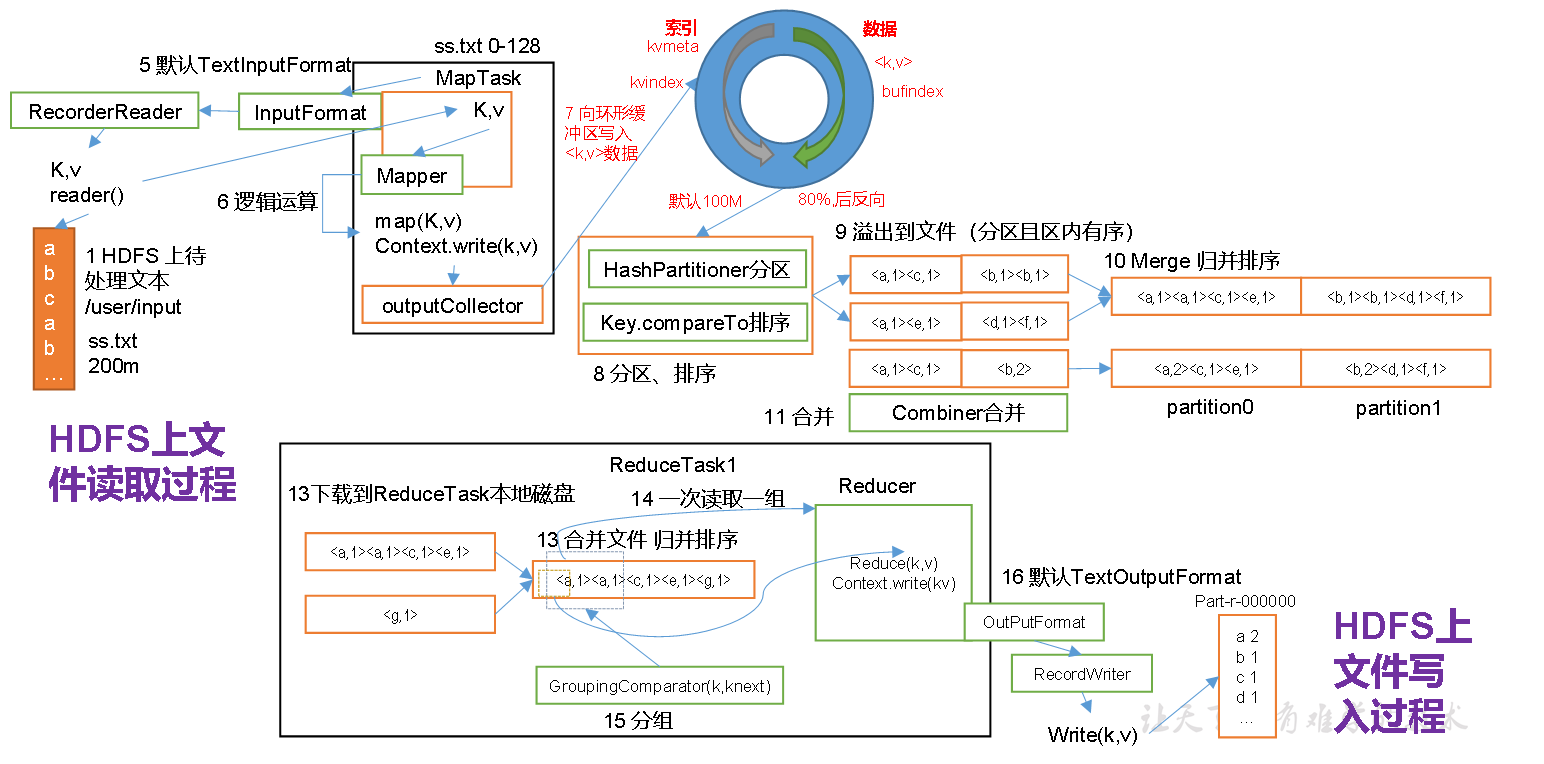 ss.txt 0-128
5 默认TextInputFormat
MapTask
RecorderReader
InputFormat
K,v
K,v
reader()
Mapper
6 逻辑运算
map(K,v)
Context.write(k,v)
outputCollector
a
b
c
a
b
...
1 HDFS 上待
处理文本
/user/input
ss.txt
200m
HDFS上文
件读取过程
索引
kvmeta
kvindex
数据
<k,v>
bufindex
7 向环形缓
冲区写入
<k,v>数据
默认100M
80%,后反向
HashPartitioner分区
Key.compareTo排序
8 分区、排序
9 溢出到文件（分区且区内有序）
<a,1><c,1>
<b,1><b,1>
<a,1><e,1>
<d,1><f,1>
<a,1><c,1>
<b,2>
10 Merge 归并排序
<a,1><a,1><c,1><e,1>
<b,1><b,1><d,1><f,1>
<a,2><c,1><e,1>
<b,2><d,1><f,1>
partition0
partition1
11 合并
Combiner合并
ReduceTask1
13下载到ReduceTask本地磁盘
<a,1><a,1><c,1><e,1>
<g,1>
13 合并文件 归并排序
<a,1><a,1><c,1><e,1><g,1>
14 一次读取一组
Reducer
Reduce(k,v)
Context.write(kv)
GroupingComparator(k,knext)
15 分组
16 默认TextOutputFormat
OutPutFormat
RecordWriter
Write(k,v)
Part-r-000000
a 2
b 1
c 1
d 1
...
HDFS上
文件写
入过程